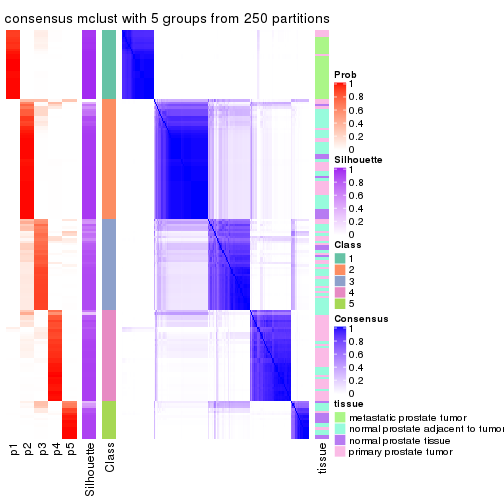 consensus mclust with 5 groups from 250 partitions
Prob
1
0.8
0.6
0.4
0.2
0
Silhouette
1
0.8
0.6
0.4
0.2
0
Class
1
2
3
4
5
Consensus
1
0.8
0.6
0.4
0.2
0
tissue
metastatic prostate tumor
normal prostate adjacent to tumor
normal prostate tissue
primary prostate tumor
p1
p2
p3
p4
p5
Silhouette
Class
tissue